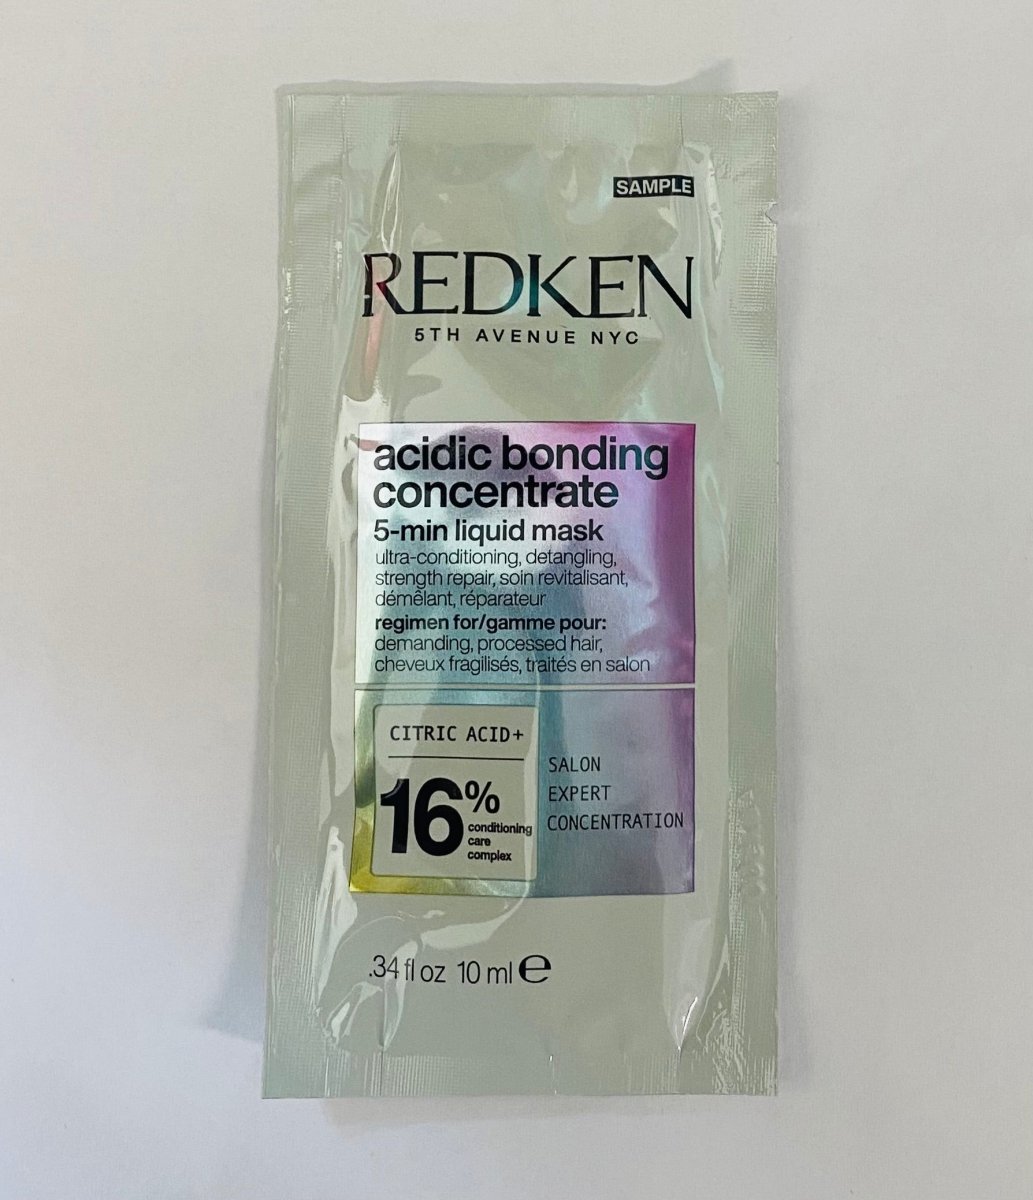 SAMPLE
REDKEN
5TH AVENUE NYC
acidic bonding
concentrate
5-min liquid mask
ultra-conditioning, detangling,
strength repair, soin revitalisant,
démêlant, réparateur
regimen for/gamme pour:
demanding, processed hair,
cheveux fragilisés, traités en salon
CITRIC ACID+
16%
conditioning
care
complex
SALON
EXPERT
CONCENTRATION
.34 fl oz 10 ml ℮